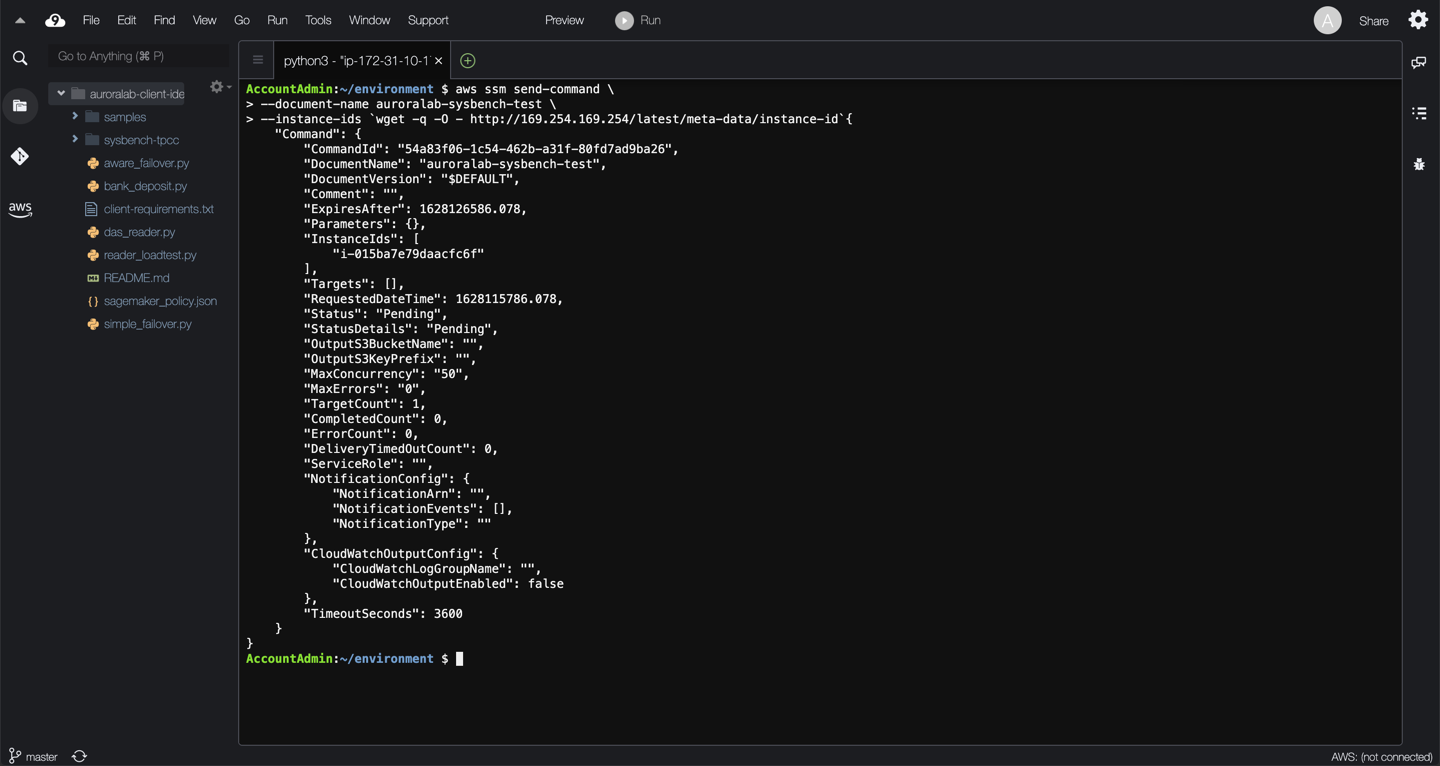 9 File Edit Find View Go Run Tools Window Support Preview Run A Share
Go to Anything (⌘ P)
python3 - "ip-172-31-10-1 ×
auroralab-client-ide
samples
sysbench-tpcc
aware_failover.py
bank_deposit.py
client-requirements.txt
das_reader.py
reader_loadtest.py
README.md
sagemaker_policy.json
simple_failover.py
aws
AccountAdmin:~/environment $ aws ssm send-command \
> --document-name auroralab-sysbench-test \
> --instance-ids `wget -q -O - http://169.254.169.254/latest/meta-data/instance-id`{
    "Command": {
        "CommandId": "54a83f06-1c54-462b-a31f-80fd7ad9ba26",
        "DocumentName": "auroralab-sysbench-test",
        "DocumentVersion": "$DEFAULT",
        "Comment": "",
        "ExpiresAfter": 1628126586.078,
        "Parameters": {},
        "InstanceIds": [
            "i-015ba7e79daacfc6f"
        ],
        "Targets": [],
        "RequestedDateTime": 1628115786.078,
        "Status": "Pending",
        "StatusDetails": "Pending",
        "OutputS3BucketName": "",
        "OutputS3KeyPrefix": "",
        "MaxConcurrency": "50",
        "MaxErrors": "0",
        "TargetCount": 1,
        "CompletedCount": 0,
        "ErrorCount": 0,
        "DeliveryTimedOutCount": 0,
        "ServiceRole": "",
        "NotificationConfig": {
            "NotificationArn": "",
            "NotificationEvents": [],
            "NotificationType": ""
        },
        "CloudWatchOutputConfig": {
            "CloudWatchLogGroupName": "",
            "CloudWatchOutputEnabled": false
        },
        "TimeoutSeconds": 3600
    }
}
AccountAdmin:~/environment $
master
AWS: (not connected)